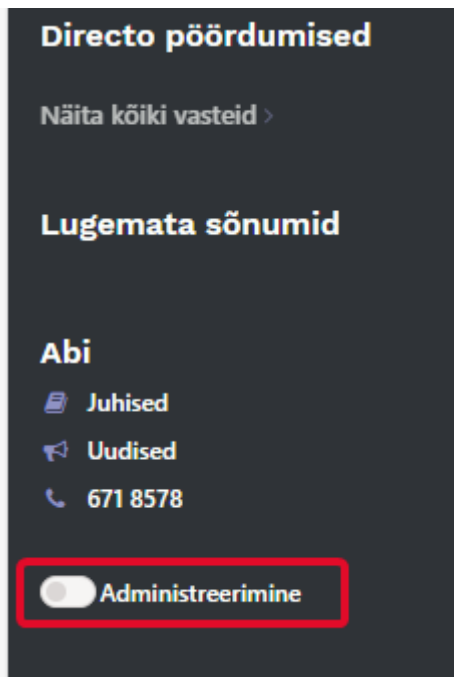 Directo pöördumised
Näita kõiki vasteid >
Lugemata sõnumid
Abi
Juhised
Uudised
671 8578
Administreerimine